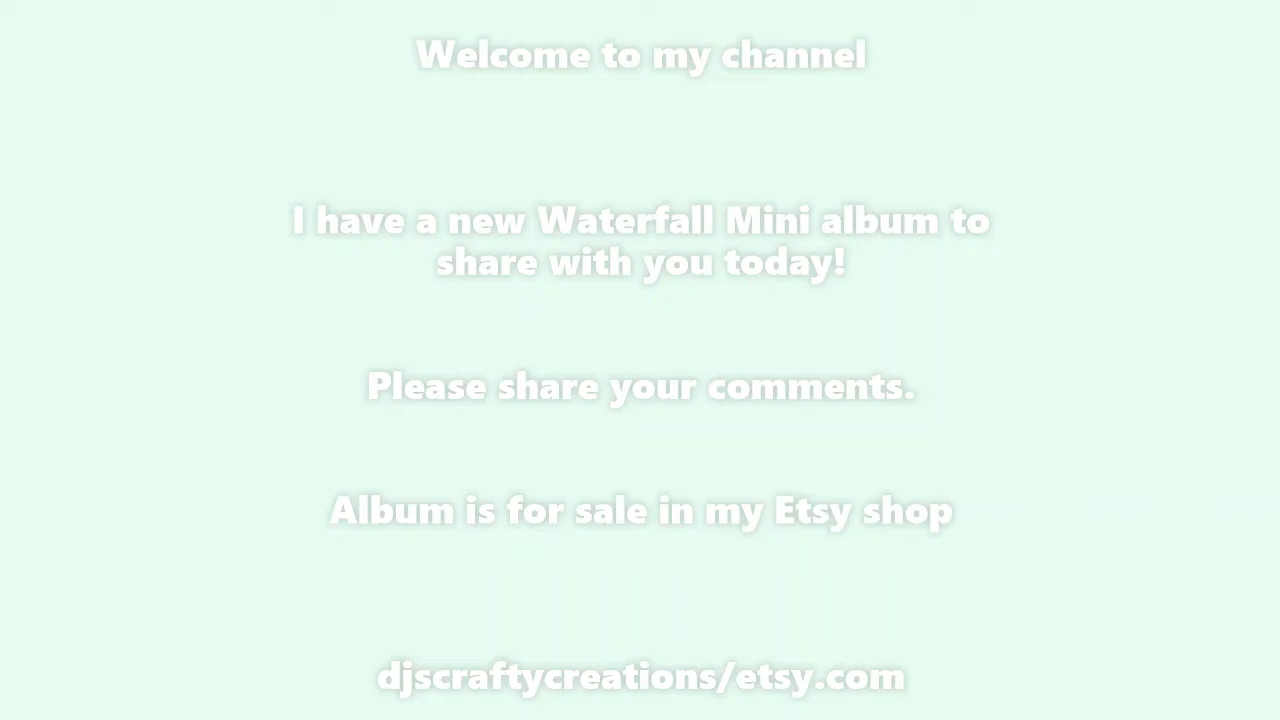 Welcome to my channel
I have a new Waterfall Mini album to
share with you today!
Please share your comments.
Album is for sale in my Etsy shop
djscraftycreations/etsy.com